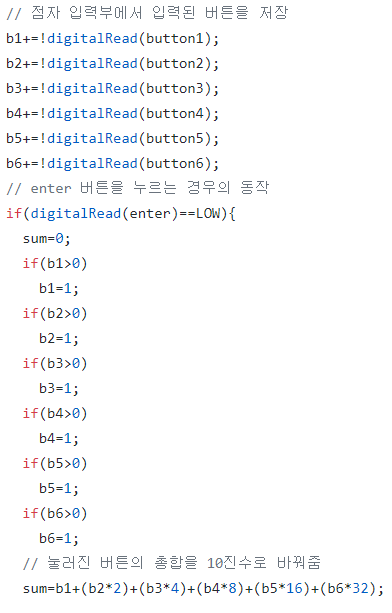 // 점자 입력부에서 입력된 버튼을 저장
b1+=!digitalRead(button1);
b2+=!digitalRead(button2);
b3+=!digitalRead(button3);
b4+=!digitalRead(button4);
b5+=!digitalRead(button5);
b6+=!digitalRead(button6);
// enter 버튼을 누르는 경우의 동작
if(digitalRead(enter)==LOW){
  sum=0;
  if(b1>0)
    b1=1;
  if(b2>0)
    b2=1;
  if(b3>0)
    b3=1;
  if(b4>0)
    b4=1;
  if(b5>0)
    b5=1;
  if(b6>0)
    b6=1;
  // 눌러진 버튼의 총합을 10진수로 바꿔줌
  sum=b1+(b2*2)+(b3*4)+(b4*8)+(b5*16)+(b6*32);